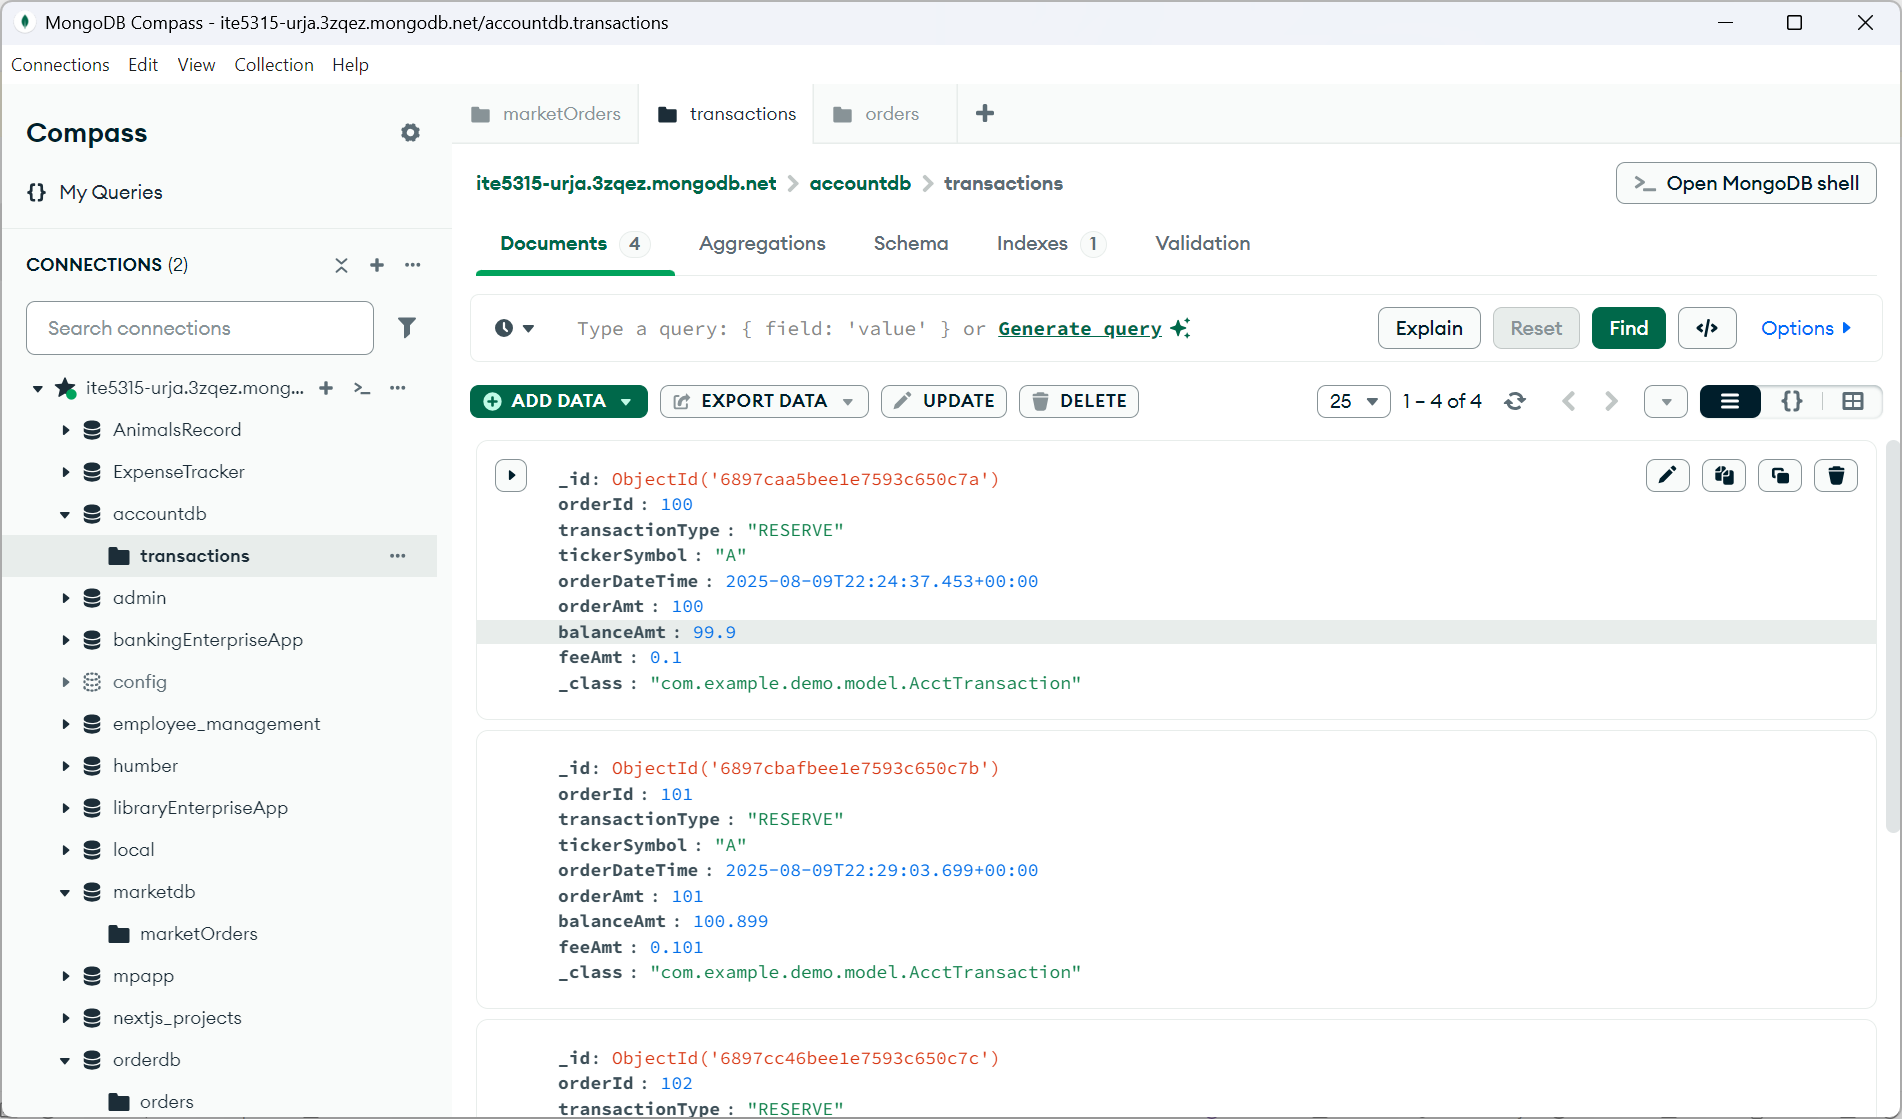 MongoDB Compass - ite5315-urja.3zqez.mongodb.net/accountdb.transactions
Connections Edit View Collection Help
Compass
My Queries
CONNECTIONS (2)
Search connections
ite5315-urja.3zqez.mong...
AnimalsRecord
ExpenseTracker
accountdb
transactions
admin
bankingEnterpriseApp
config
employee_management
humber
libraryEnterpriseApp
local
marketdb
marketOrders
mpapp
nextjs_projects
orderdb
orders
marketOrders transactions orders
ite5315-urja.3zqez.mongodb.net > accountdb > transactions
>_ Open MongoDB shell
Documents 4 Aggregations Schema Indexes 1 Validation
Type a query: { field: 'value' } or Generate query
Explain Reset Find </> Options
ADD DATA EXPORT DATA UPDATE DELETE
25 1 – 4 of 4 {}
_id: ObjectId('6897caa5bee1e7593c650c7a')
orderId : 100
transactionType : "RESERVE"
tickerSymbol : "A"
orderDateTime : 2025-08-09T22:24:37.453+00:00
orderAmt : 100
balanceAmt : 99.9
feeAmt : 0.1
_class : "com.example.demo.model.AcctTransaction"
_id: ObjectId('6897cbafbee1e7593c650c7b')
orderId : 101
transactionType : "RESERVE"
tickerSymbol : "A"
orderDateTime : 2025-08-09T22:29:03.699+00:00
orderAmt : 101
balanceAmt : 100.899
feeAmt : 0.101
_class : "com.example.demo.model.AcctTransaction"
_id: ObjectId('6897cc46bee1e7593c650c7c')
orderId : 102
transactionType : "RESERVE"